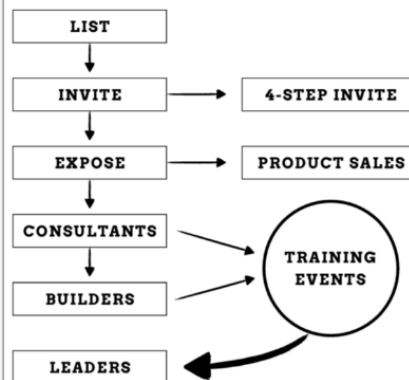 LIST
INVITE
4-STEP INVITE
EXPOSE
PRODUCT SALES
CONSULTANTS
TRAINING
EVENTS
BUILDERS
LEADERS